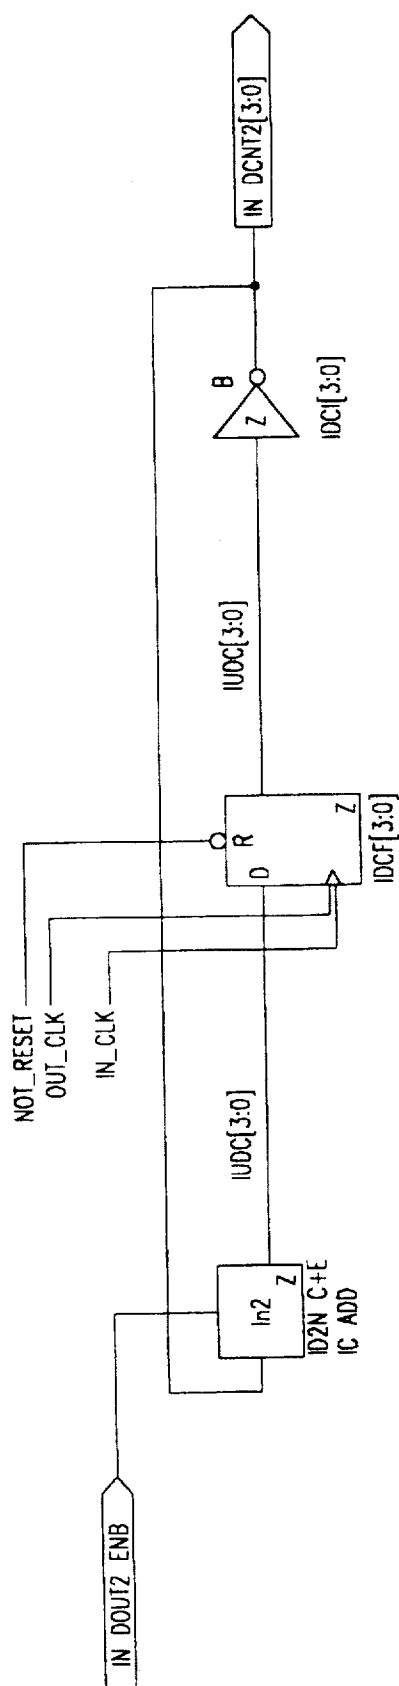 IN DOUT2 ENB
In2
Z
ID2N C+E
IC ADD
IUDC[3:0]
NOT_RESET
OUT_CLK
IN_CLK
D
R
Z
IDCF[3:0]
IUDC[3:0]
Z
B
IDCI[3:0]
IN DCNT2[3:0]